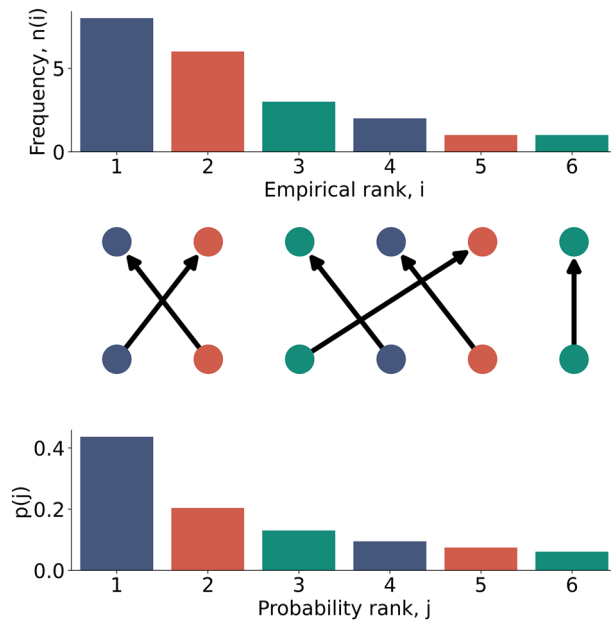 Frequency, n(i)
5
0
1 2 3 4 5 6
Empirical rank, i
p(j)
0.4
0.2
0.0
1 2 3 4 5 6
Probability rank, j